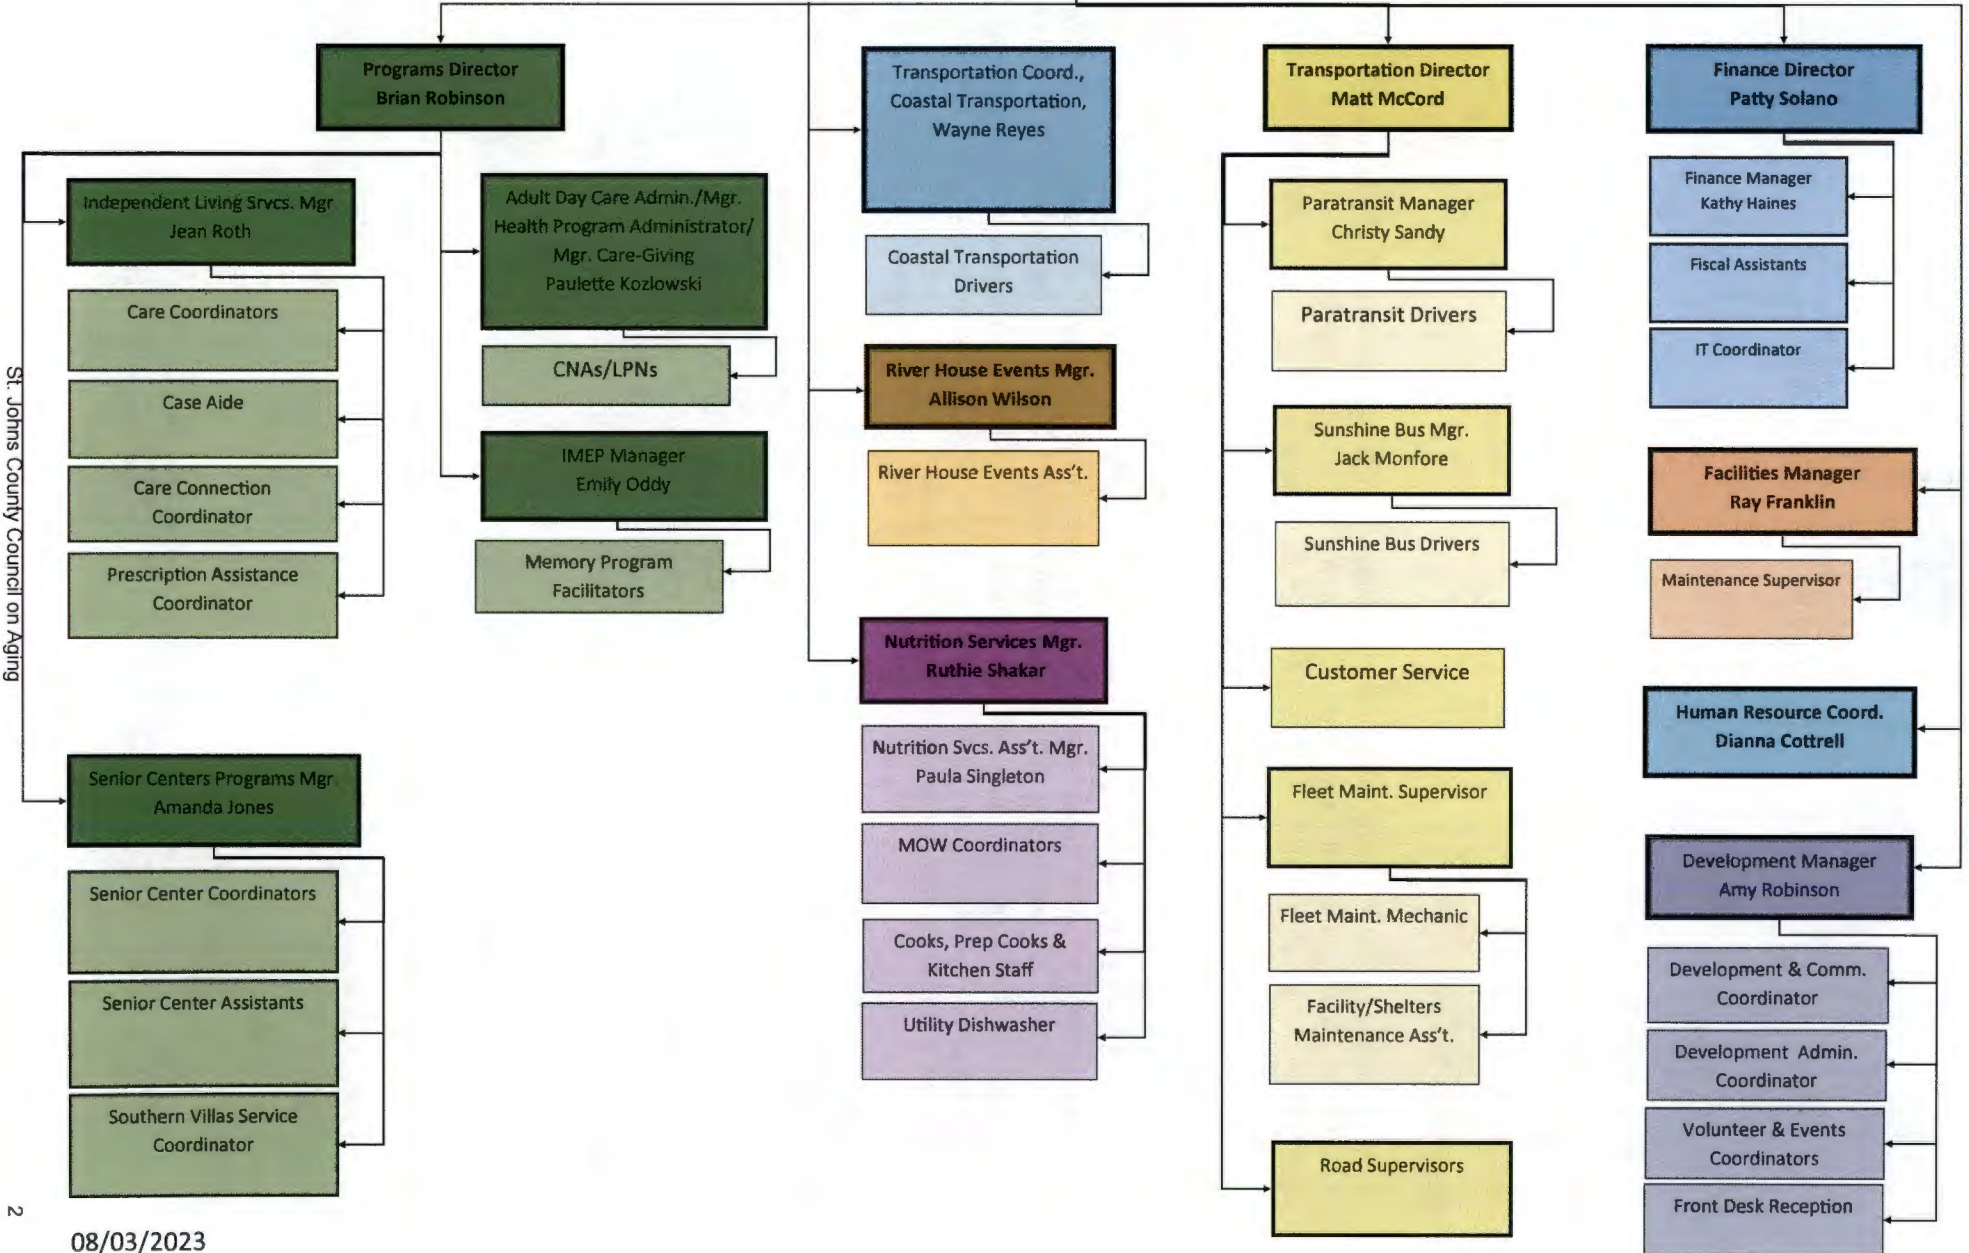 Programs Director
Brian Robinson
Independent Living Srvcs. Mgr
Jean Roth
Care Coordinators
Case Aide
Care Connection
Coordinator
Prescription Assistance
Coordinator
Senior Centers Programs Mgr
Amanda Jones
Senior Center Coordinators
Senior Center Assistants
Southern Villas Service
Coordinator
Adult Day Care Admin./Mgr.
Health Program Administrator/
Mgr. Care-Giving
Paulette Kozlowski
CNAs/LPNs
IMEP Manager
Emily Oddy
Memory Program
Facilitators
Transportation Coord.,
Coastal Transportation,
Wayne Reyes
Coastal Transportation
Drivers
River House Events Mgr.
Allison Wilson
River House Events Ass't.
Nutrition Services Mgr.
Ruthie Shakar
Nutrition Svcs. Ass't. Mgr.
Paula Singleton
MOW Coordinators
Cooks, Prep Cooks &
Kitchen Staff
Utility Dishwasher
Transportation Director
Matt McCord
Paratransit Manager
Christy Sandy
Paratransit Drivers
Sunshine Bus Mgr.
Jack Monfore
Sunshine Bus Drivers
Customer Service
Fleet Maint. Supervisor
Fleet Maint. Mechanic
Facility/Shelters
Maintenance Ass't.
Road Supervisors
Finance Director
Patty Solano
Finance Manager
Kathy Haines
Fiscal Assistants
IT Coordinator
Facilities Manager
Ray Franklin
Maintenance Supervisor
Human Resource Coord.
Dianna Cottrell
Development Manager
Amy Robinson
Development & Comm.
Coordinator
Development Admin.
Coordinator
Volunteer & Events
Coordinators
Front Desk Reception
St. Johns County Council on Aging
2
08/03/2023